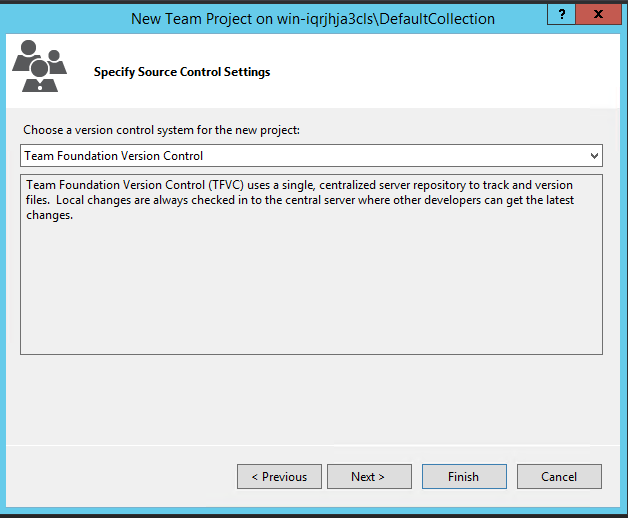 New Team Project on win-iqrjhja3cls\DefaultCollection
?
x
Specify Source Control Settings
Choose a version control system for the new project:
Team Foundation Version Control
Team Foundation Version Control (TFVC) uses a single, centralized server repository to track and version
files.  Local changes are always checked in to the central server where other developers can get the latest
changes.
< Previous
Next >
Finish
Cancel